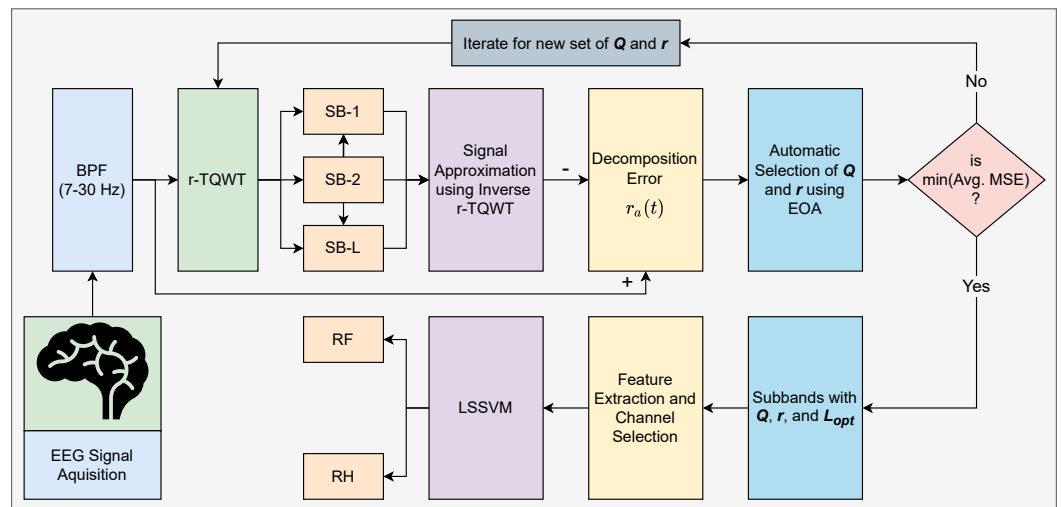 Iterate for new set of Q and r
No
BPF
(7-30 Hz)
r-TQWT
SB-1
SB-2
SB-L
Signal
Approximation
using Inverse
r-TQWT
-
Decomposition
Error
r_a(t)
+
Automatic
Selection of Q
and r using
EOA
is
min(Avg. MSE)
?
Yes
EEG Signal
Aquisition
RF
RH
LSSVM
Feature
Extraction and
Channel
Selection
Subbands with
Q, r, and L_opt